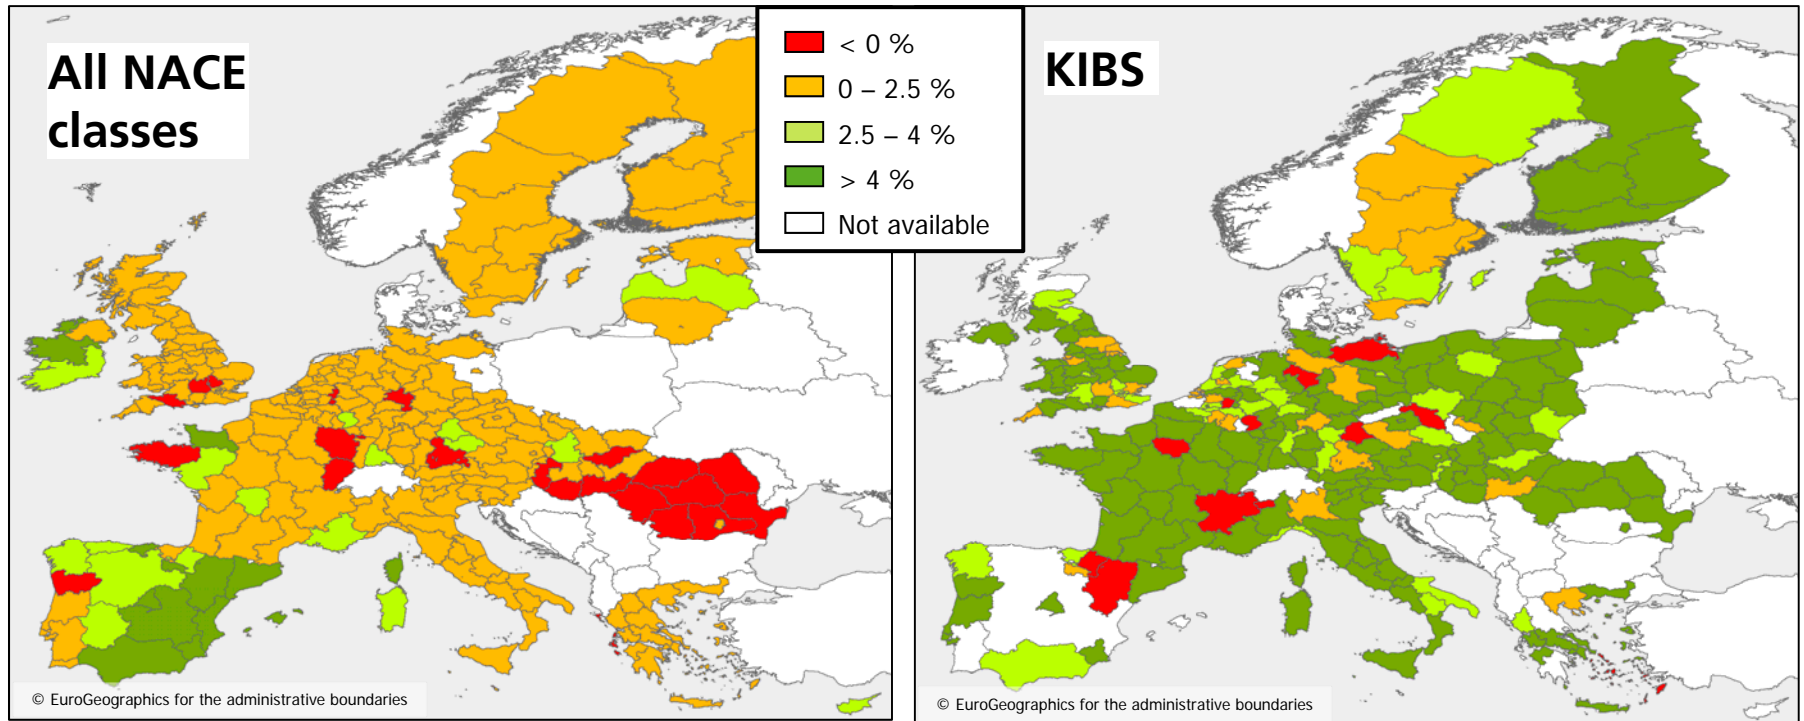 All NACE
classes
< 0 %
0 – 2.5 %
2.5 – 4 %
> 4 %
Not available
KIBS
© EuroGeographics for the administrative boundaries
© EuroGeographics for the administrative boundaries